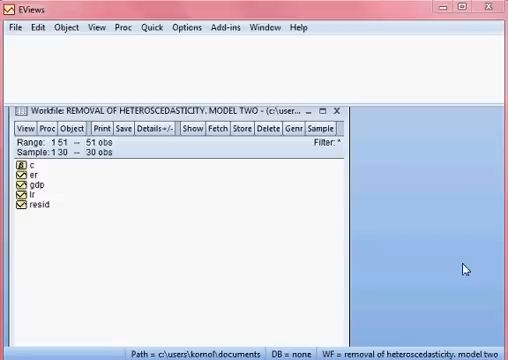 EViews
File Edit Object View Proc Quick Options Add-ins Window Help
Workfile: REMOVAL OF HETEROSCEDASTICITY. MODEL TWO - (c:\user...
View Proc Object Print Save Details+/- Show Fetch Store Delete Genr Sample
Range: 1 51 -- 51 obs Filter: *
Sample: 1 30 -- 30 obs
c
er
gdp
ir
resid
Path = c:\users\komol\documents DB = none WF = removal of heteroscedasticity. model two